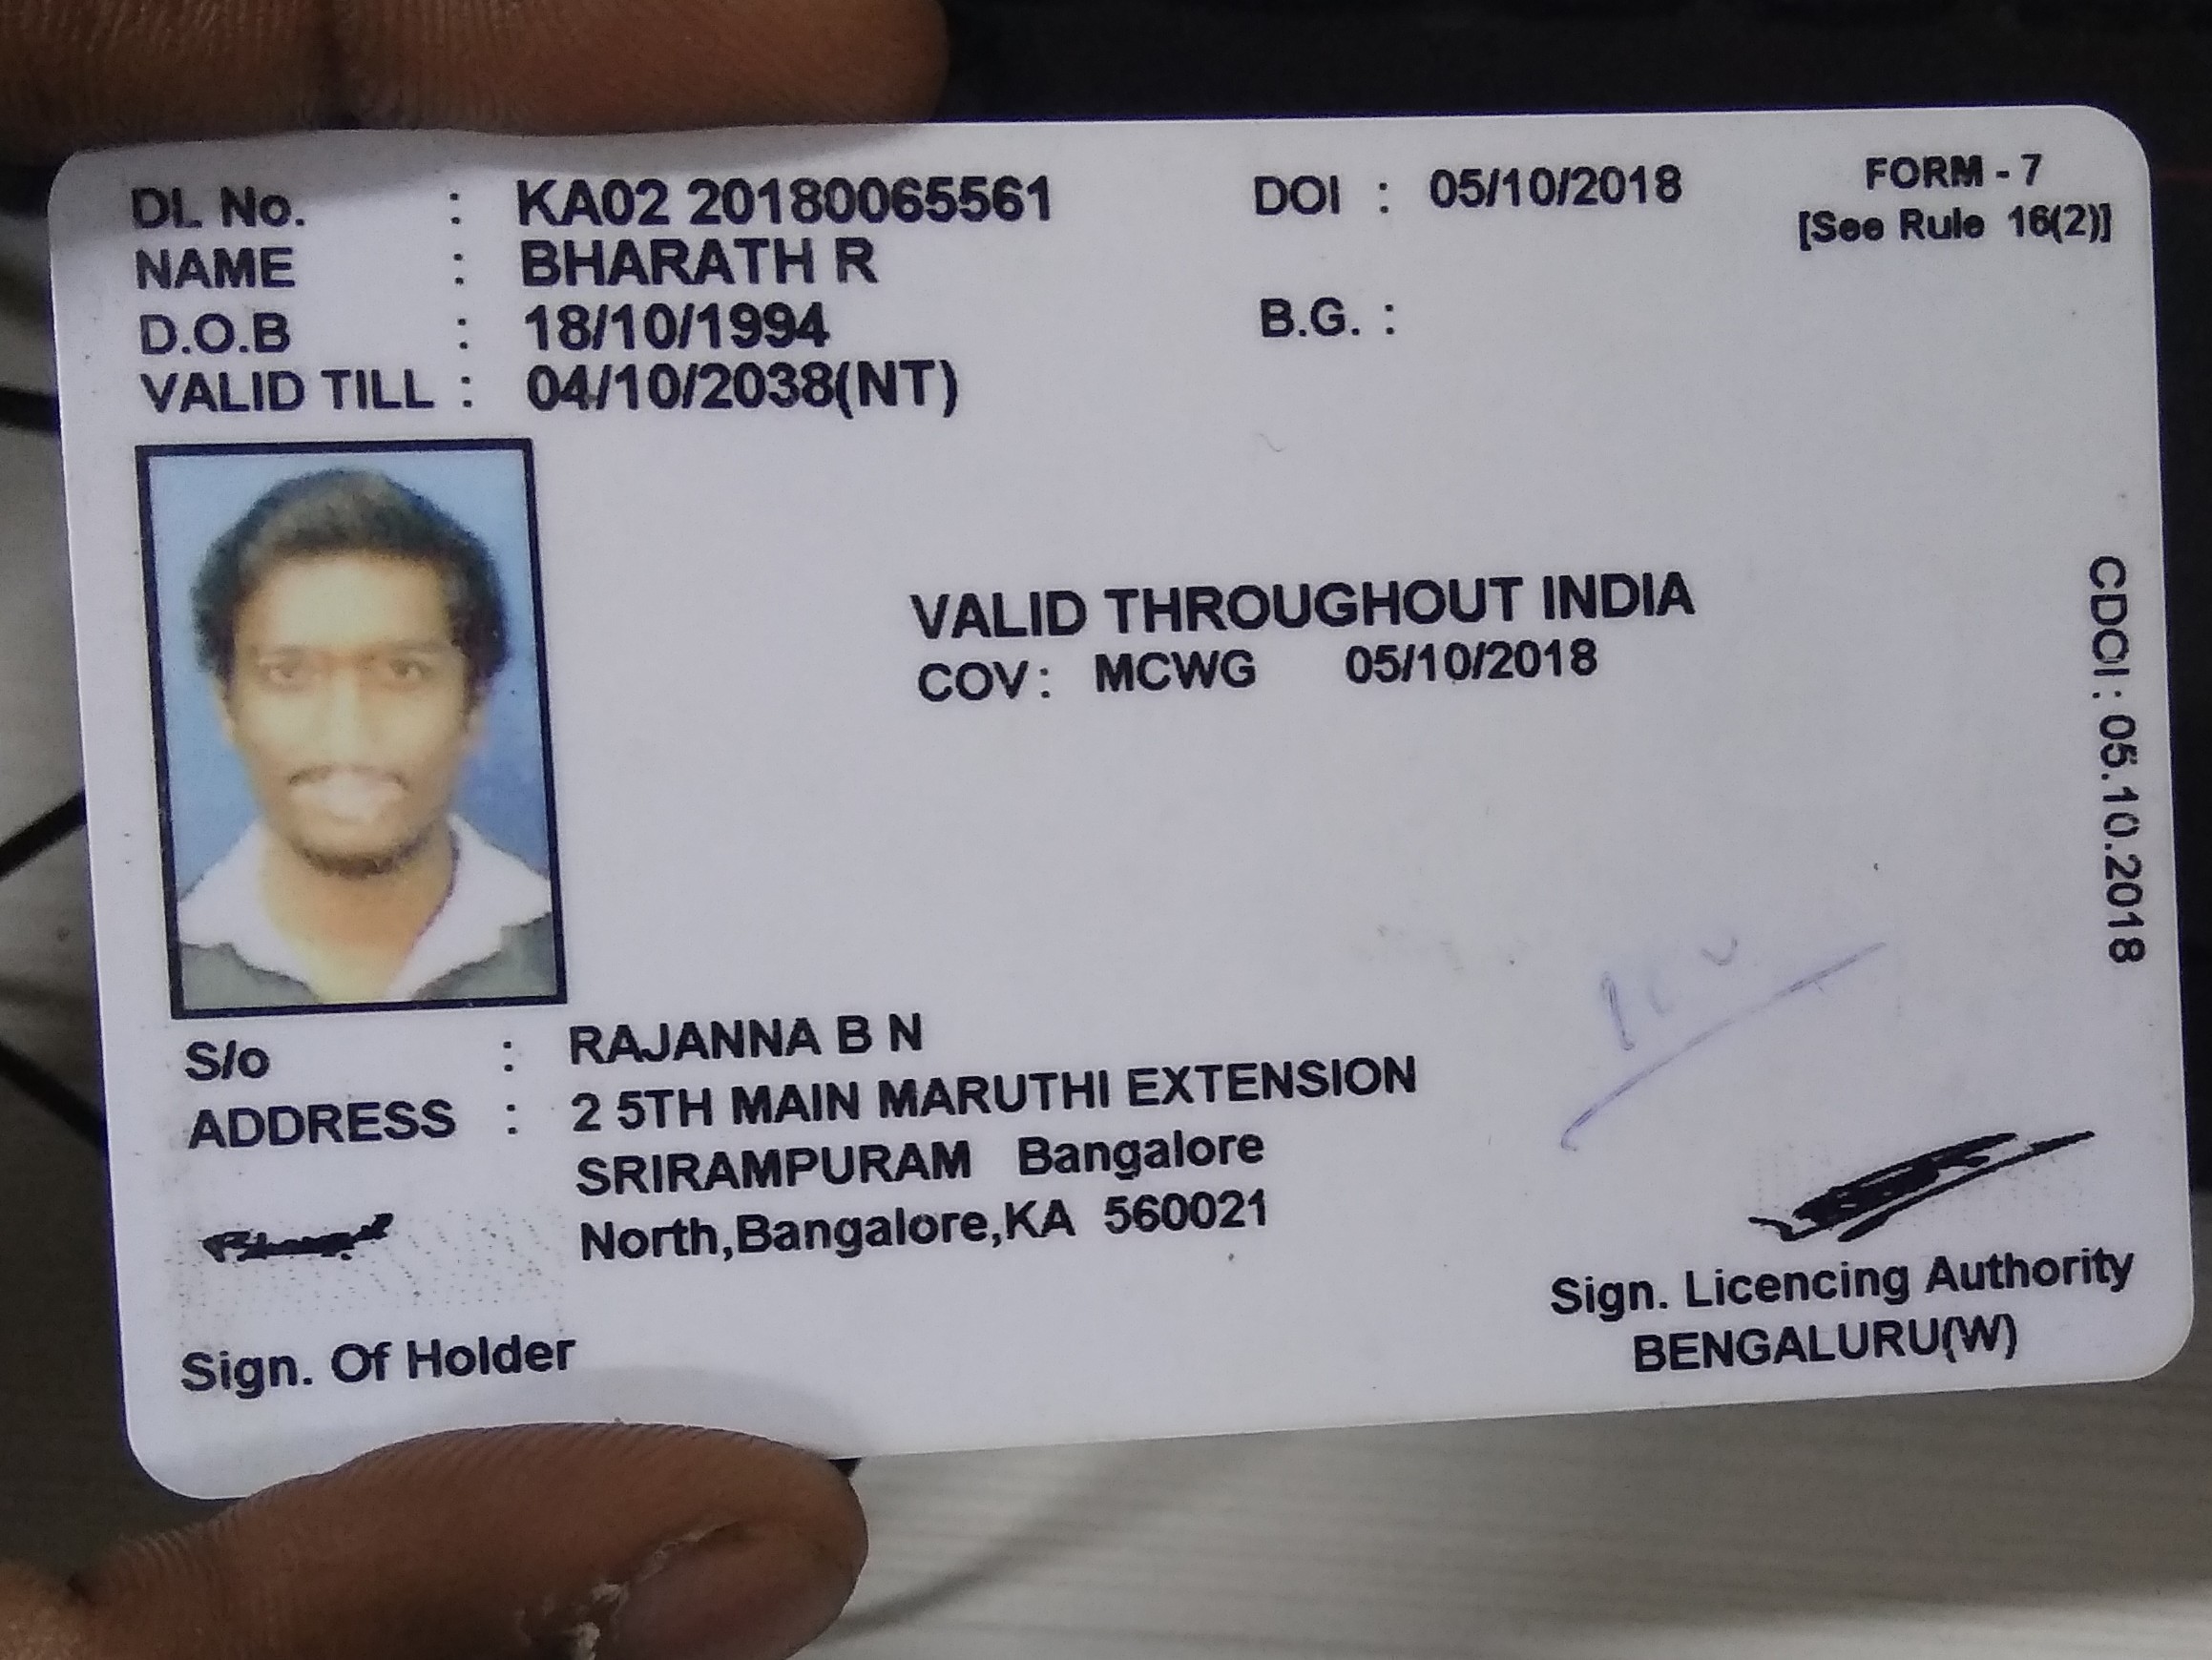 DL No. : KA02 20180065561 DOI : 05/10/2018 FORM - 7
[See Rule 16(2)]
NAME : BHARATH R
D.O.B : 18/10/1994 B.G. :
VALID TILL : 04/10/2038(NT)
VALID THROUGHOUT INDIA
COV : MCWG 05/10/2018
CDOI : 05.10.2018
S/o : RAJANNA B N
ADDRESS : 2 5TH MAIN MARUTHI EXTENSION
SRIRAMPURAM Bangalore
North,Bangalore,KA 560021
Sign. Of Holder
Sign. Licencing Authority
BENGALURU(W)